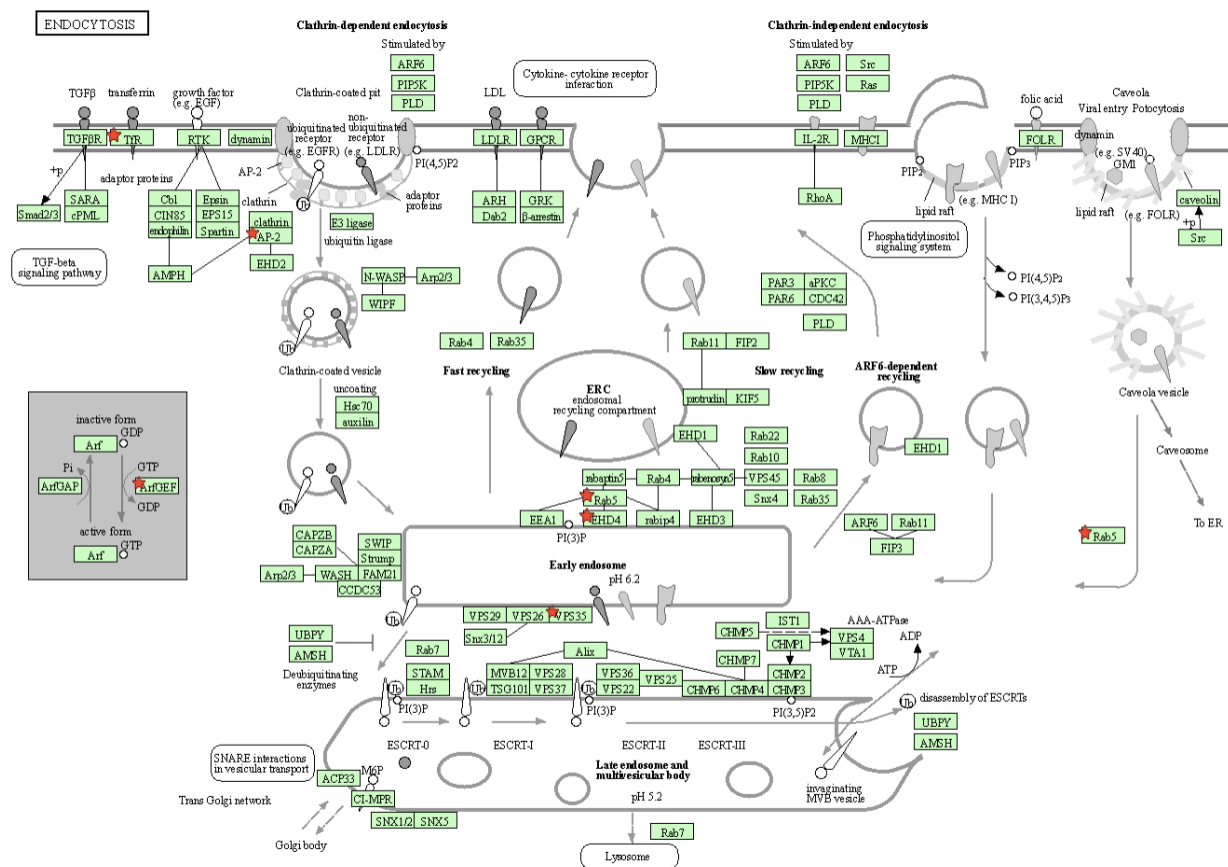 ENDOCYTOSIS
Clathrin-dependent endocytosis
Stimulated by
ARF6
PIP5K
PLD
Clathrin-independent endocytosis
Stimulated by
ARF6
Src
PIP5K
Ras
PLD
Cytokine- cytokine receptor
interaction
TGFβ
transferrin
growth factor
(e.g. EGF)
Clathrin-coated pit
LDL
folic acid
Caveola
Viral entry
Potocytosis
TGFβR
TfR
RTK
dynamin
ubiquitinated
receptor
(e.g. EGFR)
non-
ubiquitinated
receptor
(e.g. LDLR)
PI(4,5)P2
LDLR
GPCR
IL-2R
MHCI
PIP2
PIP3
FOLR
dynamin
(e.g. SV40)
GM1
+p
adaptor proteins
AP-2
clathrin
Ub
adaptor
proteins
Smad2/3
SARA
cPML
Cbl
CIN85
endophilin
Epsin
EPS15
Spartin
clathrin
AP-2
EHD2
AMPH
E3 ligase
ubiquitin ligase
ARH
Dab2
GRK
β-arrestin
RhoA
lipid raft
(e.g. MHC I)
lipid raft
(e.g. FOLR)
caveolin
+p
Src
TGF-beta
signaling pathway
Phosphatidylinositol
signaling system
N-WASP
Arp2/3
WIPF
PAR3
aPKC
PAR6
CDC42
PLD
PI(4,5)P2
PI(3,4,5)P3
Ub
Clathrin-coated vesicle
Rab4
Rab35
Rab11
FIP2
Fast recycling
Slow recycling
ARF6-dependent
recycling
uncoating
Hsc70
auxilin
ERC
endosomal
recycling compartment
protrudin
KIF5
Caveola vesicle
Caveosome
To ER
inactive form
Arf
GDP
Pi
GTP
ArfGAP
ArfGEF
GDP
active form
Arf
GTP
Ub
EHD1
Rab22
Rab10
EHD1
rabaptin5
Rab4
rabenosyn5
VPS45
Rab8
Rab5
Snx4
Rab35
EEA1
EHD4
rabip4
EHD3
PI(3)P
ARF6
Rab11
FIP3
Rab5
CAPZB
CAPZA
SWIP
Strump
Arp2/3
WASH
FAM21
CCDC53
Early endosome
pH 6.2
Ub
VPS29
VPS26
VPS35
Snx3/12
UBPY
AMSH
Deubiquitinating
enzymes
Rab7
STAM
Hrs
Alix
MVB12
VPS28
TSG101
VPS37
VPS36
VPS22
VPS25
CHMP6
CHMP4
CHMP3
CHMP7
CHMP2
CHMP5
IST1
CHMP1
AAA-ATPase
VPS4
VTA1
ADP
ATP
Ub
Ub
Ub
PI(3)P
PI(3)P
PI(3,5)P2
Ub
disassembly of ESCRTs
UBPY
AMSH
ESCRT-0
ESCRT-I
ESCRT-II
ESCRT-III
SNARE interactions
in vesicular transport
Late endosome and
multivesicular body
pH 5.2
invaginating
MVB vesicle
ACP33
M6P
CI-MPR
Trans Golgi network
SNX1/2
SNX5
Golgi body
Rab7
Lysosome